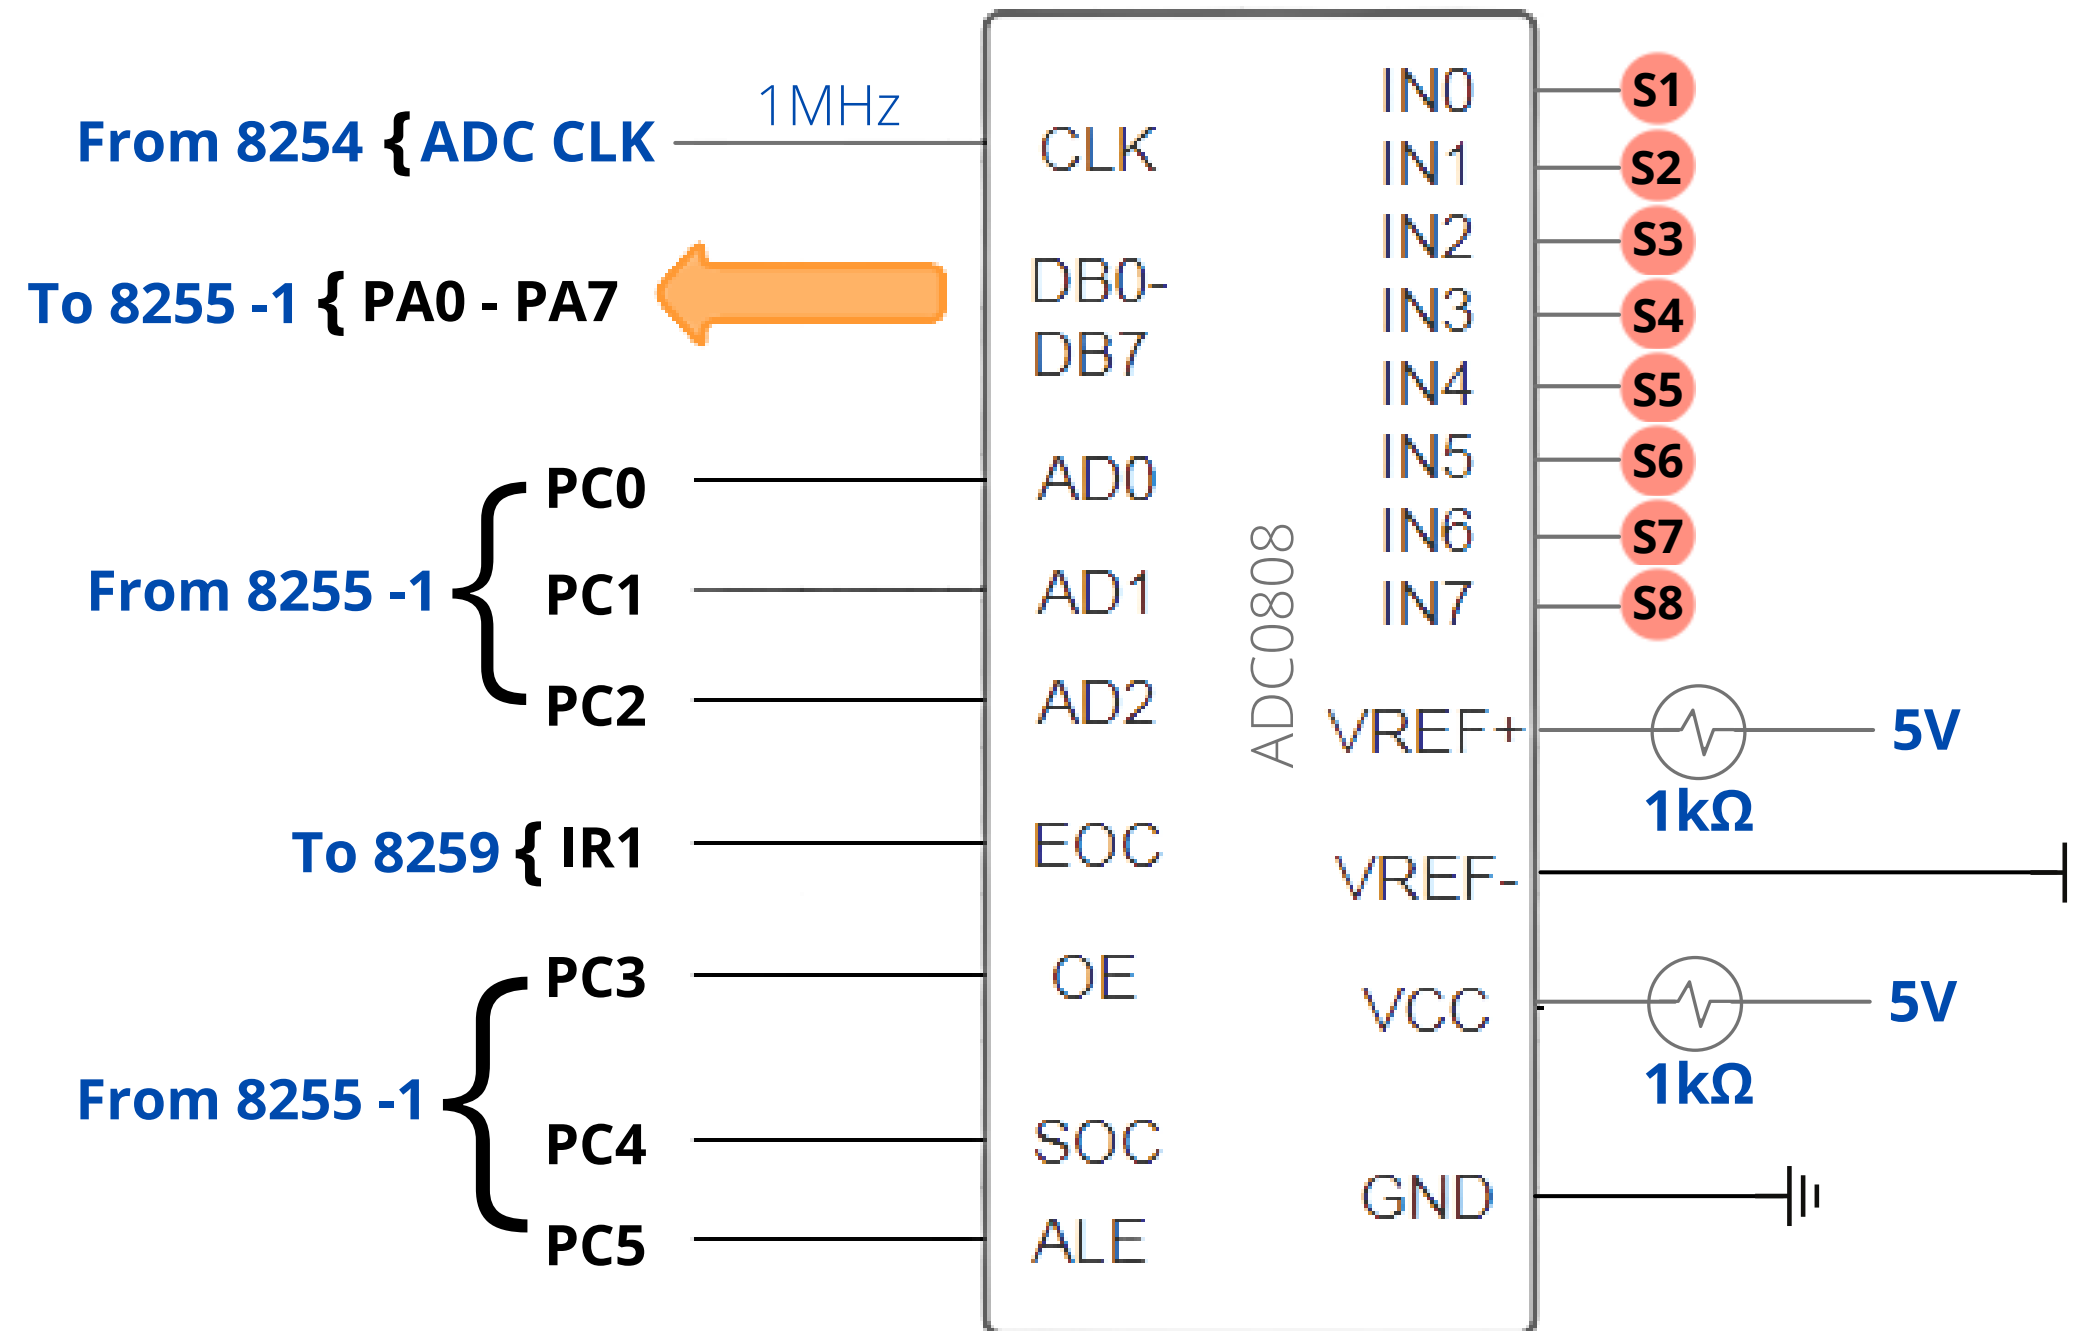 From 8254 { ADC CLK
1MHz
To 8255 -1 { PA0 - PA7
From 8255 -1
PC0
PC1
PC2
To 8259 { IR1
From 8255 -1
PC3
PC4
PC5
CLK
DB0-
DB7
AD0
AD1
AD2
EOC
OE
SOC
ALE
ADC0808
IN0
IN1
IN2
IN3
IN4
IN5
IN6
IN7
VREF+
VREF-
VCC
GND
S1
S2
S3
S4
S5
S6
S7
S8
5V
1kΩ
5V
1kΩ